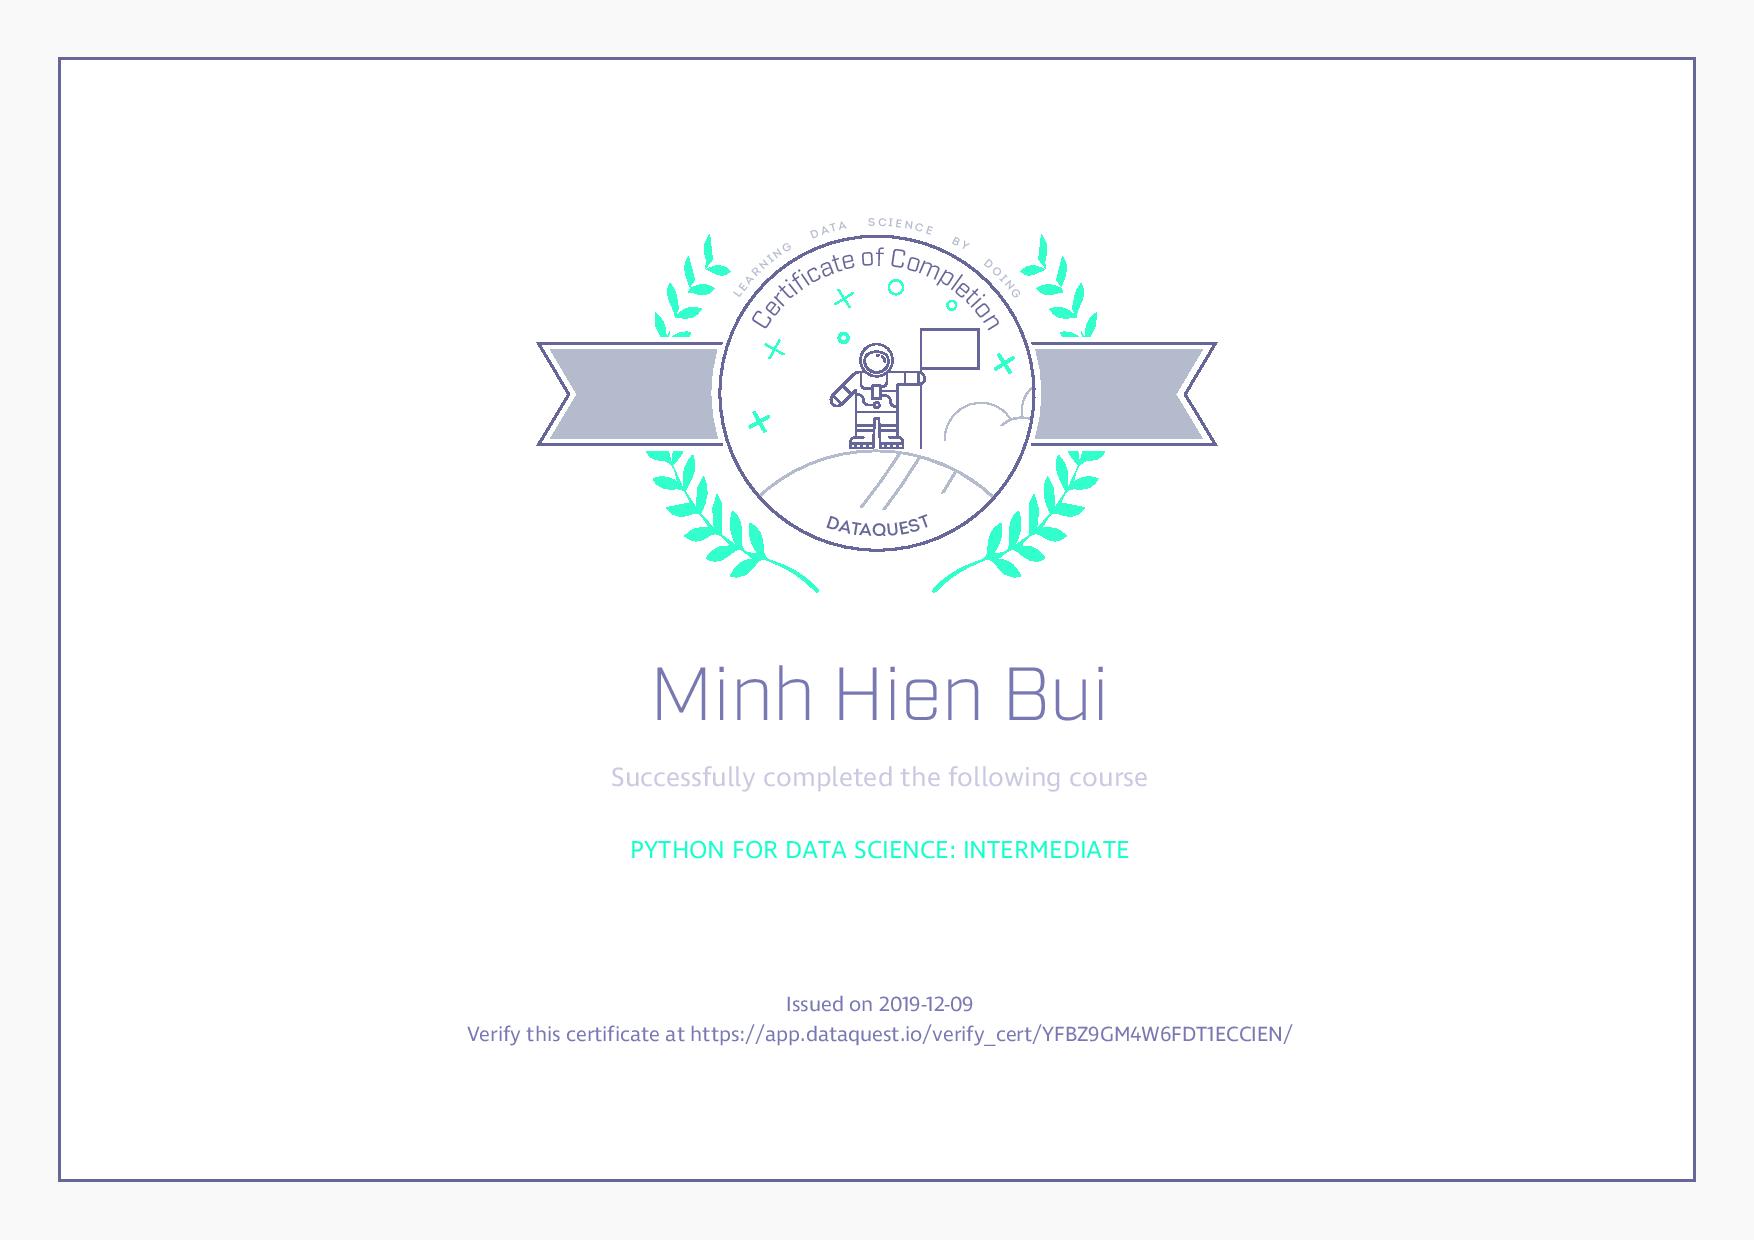 LEARNING DATA SCIENCE BY DOING
Certificate of Completion
DATAQUEST
Minh Hien Bui
Successfully completed the following course
PYTHON FOR DATA SCIENCE: INTERMEDIATE
Issued on 2019-12-09
Verify this certificate at https://app.dataquest.io/verify_cert/YFBZ9GM4W6FDT1ECCIEN/